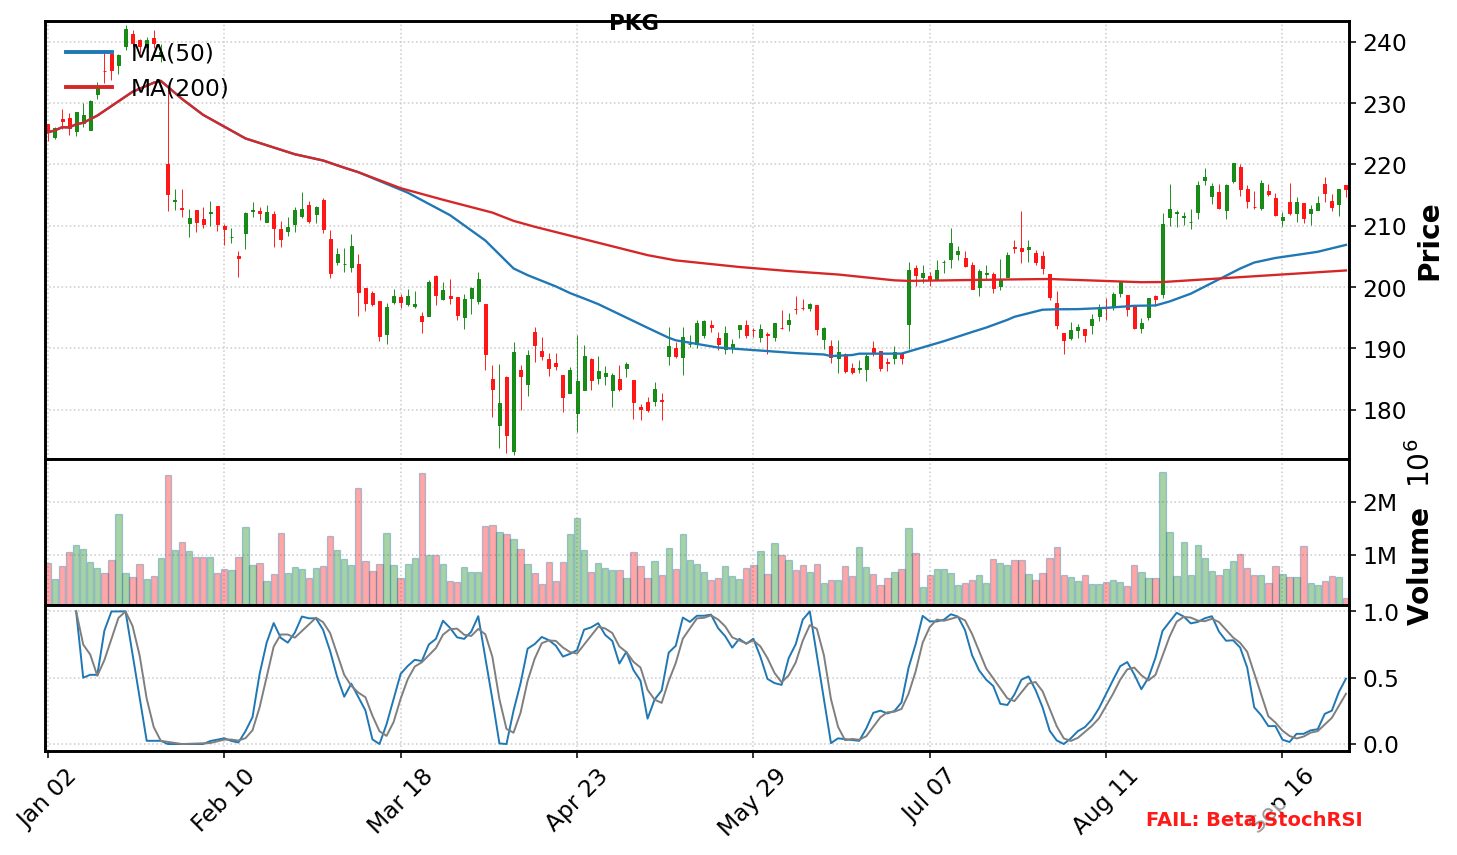 PKG
MA(50)
MA(200)
240
230
220
210
200
190
180
Price
Volume 10^6
2M
1M
1.0
0.5
0.0
Jan 02
Feb 10
Mar 18
Apr 23
May 29
Jul 07
Aug 11
Sep 16
FAIL: Beta,StochRSI